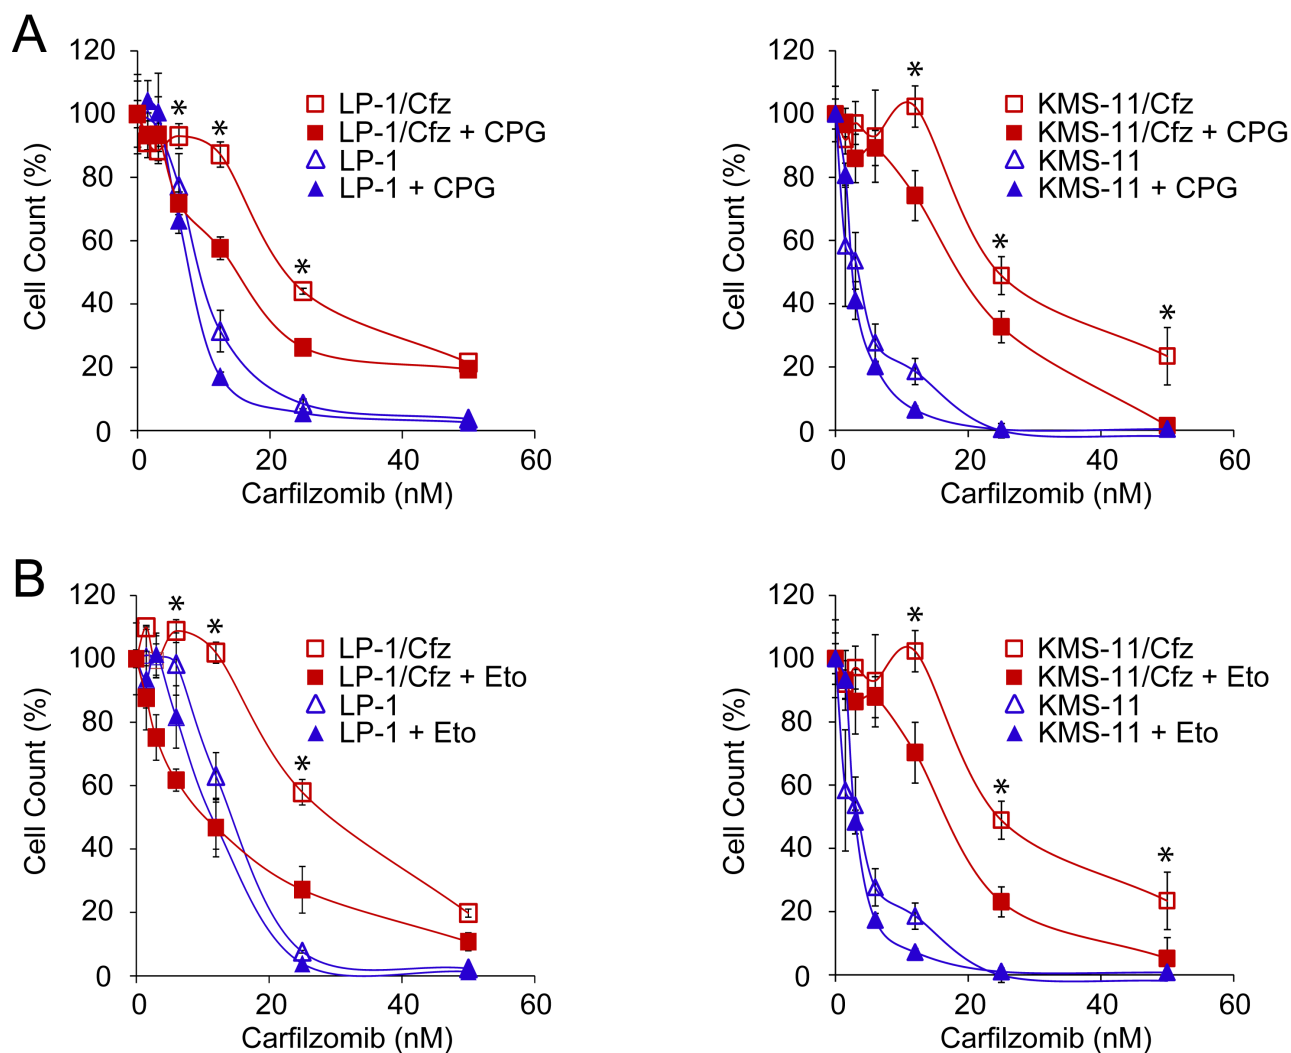 A
120
100
80
60
40
20
0
Cell Count (%)
* * *
LP-1/Cfz
LP-1/Cfz + CPG
LP-1
LP-1 + CPG
0 20 40 60
Carfilzomib (nM)
120
100
80
60
40
20
0
Cell Count (%)
* * *
KMS-11/Cfz
KMS-11/Cfz + CPG
KMS-11
KMS-11 + CPG
0 20 40 60
Carfilzomib (nM)
B
120
100
80
60
40
20
0
Cell Count (%)
* * *
LP-1/Cfz
LP-1/Cfz + Eto
LP-1
LP-1 + Eto
0 20 40 60
Carfilzomib (nM)
120
100
80
60
40
20
0
Cell Count (%)
* * *
KMS-11/Cfz
KMS-11/Cfz + Eto
KMS-11
KMS-11 + Eto
0 20 40 60
Carfilzomib (nM)